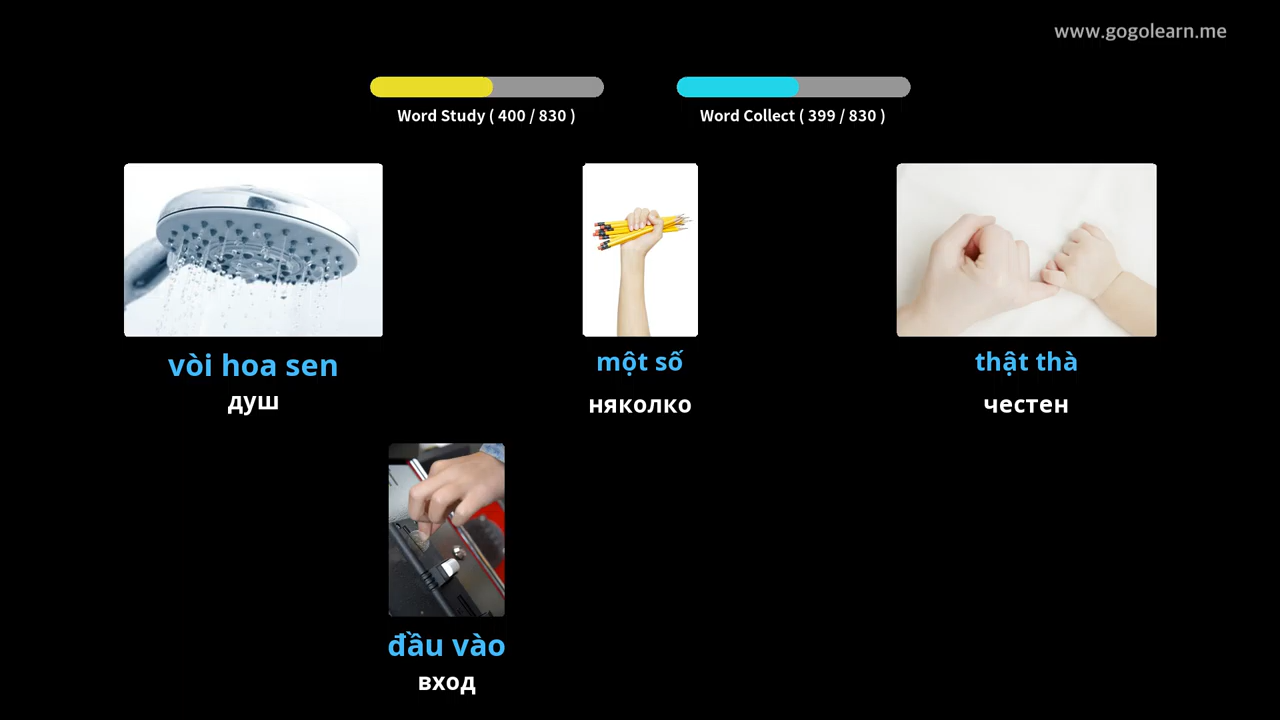 www.gogolearn.me
Word Study ( 400 / 830 )
Word Collect ( 399 / 830 )
vòi hoa sen
душ
một số
няколко
thật thà
честен
đầu vào
вход